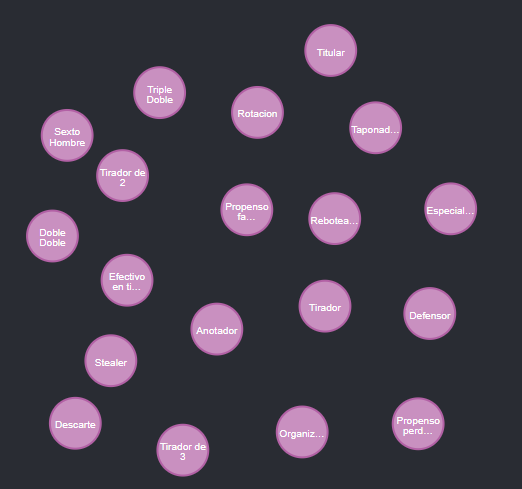 Titular
Triple
Doble
Rotacion
Taponad...
Sexto
Hombre
Tirador de
2
Propenso
fa...
Rebotea...
Especial...
Doble
Doble
Efectivo
en ti...
Tirador
Defensor
Anotador
Stealer
Descarte
Tirador de
3
Organiz...
Propenso
perd...